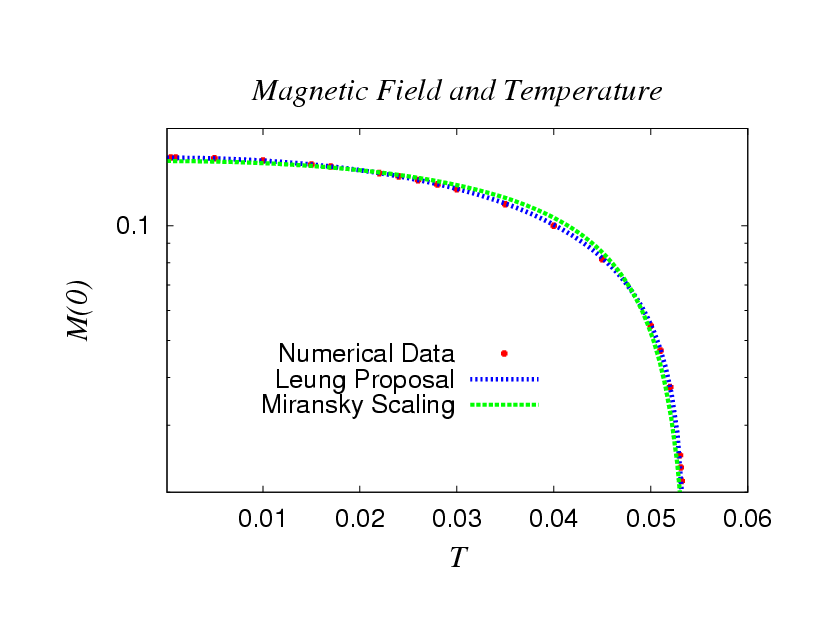 Magnetic Field and Temperature
0.1
M(0)
Numerical Data
Leung Proposal
Miransky Scaling
0.01 0.02 0.03 0.04 0.05 0.06
T